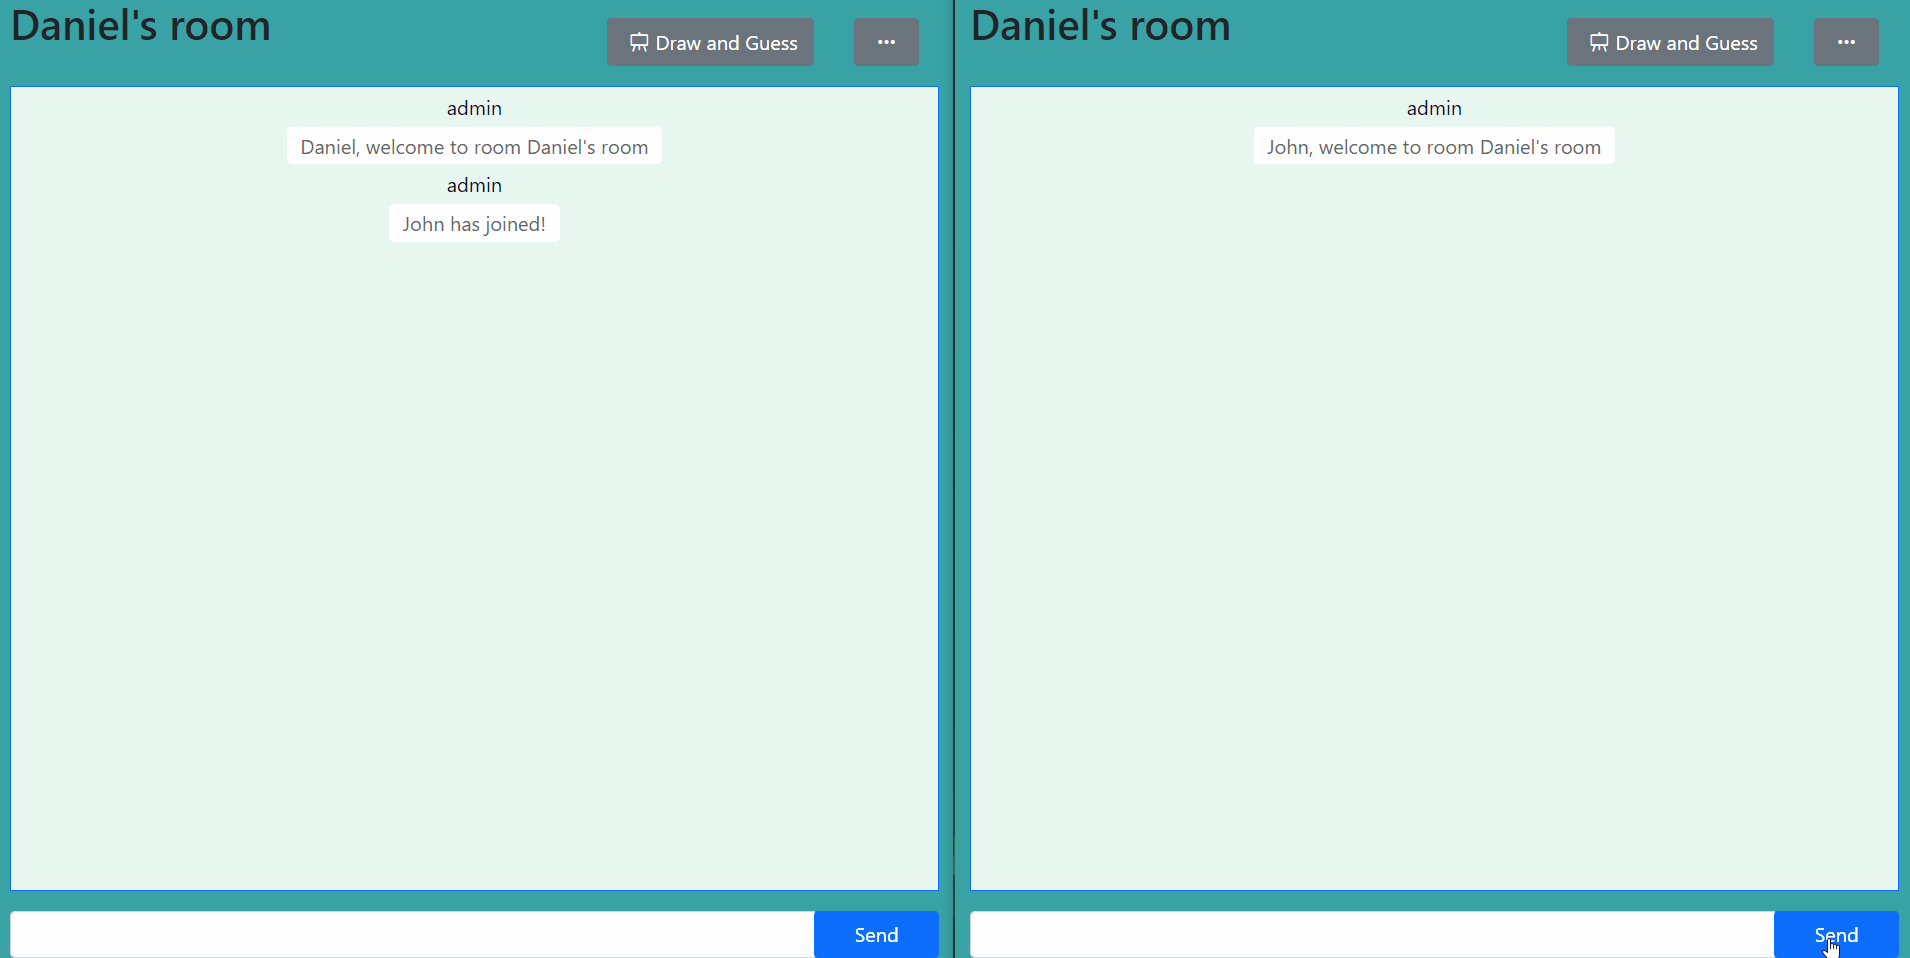 Daniel's room
Draw and Guess
...
admin
Daniel, welcome to room Daniel's room
admin
John has joined!
Send
Daniel's room
Draw and Guess
...
admin
John, welcome to room Daniel's room
Send